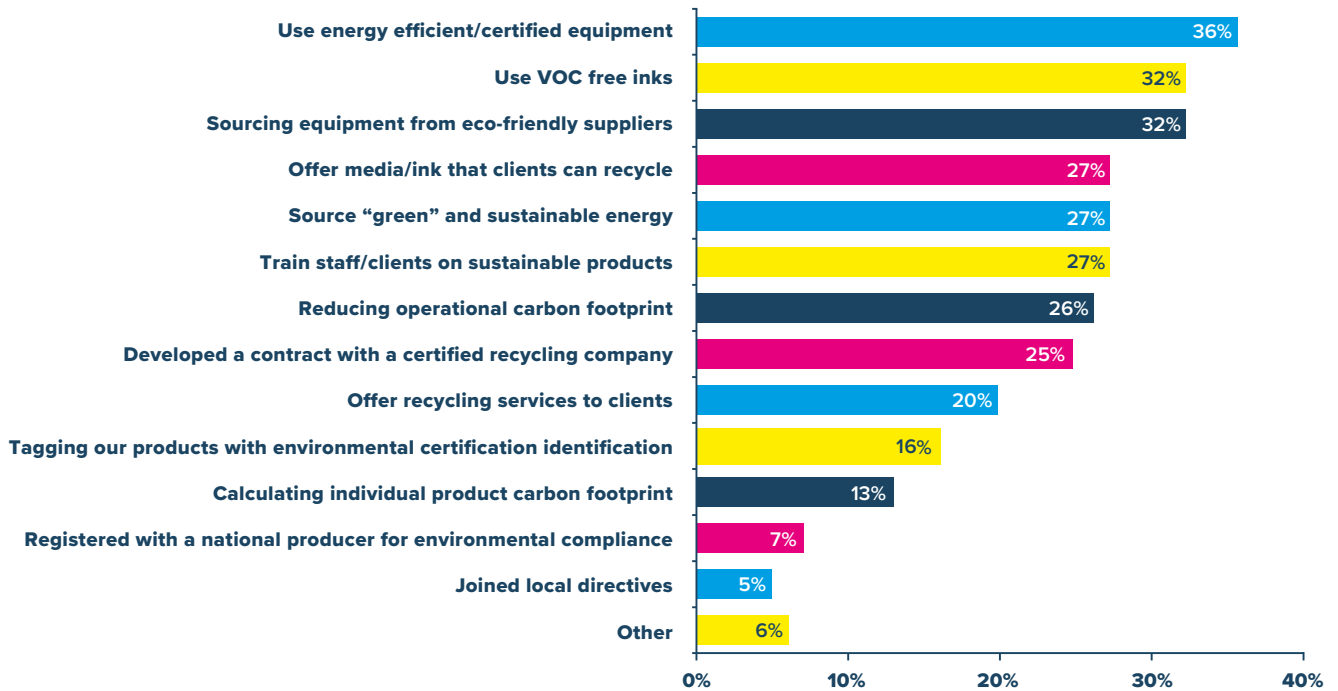 Use energy efficient/certified equipment 36%
Use VOC free inks 32%
Sourcing equipment from eco-friendly suppliers 32%
Offer media/ink that clients can recycle 27%
Source “green” and sustainable energy 27%
Train staff/clients on sustainable products 27%
Reducing operational carbon footprint 26%
Developed a contract with a certified recycling company 25%
Offer recycling services to clients 20%
Tagging our products with environmental certification identification 16%
Calculating individual product carbon footprint 13%
Registered with a national producer for environmental compliance 7%
Joined local directives 5%
Other 6%
0% 10% 20% 30% 40%